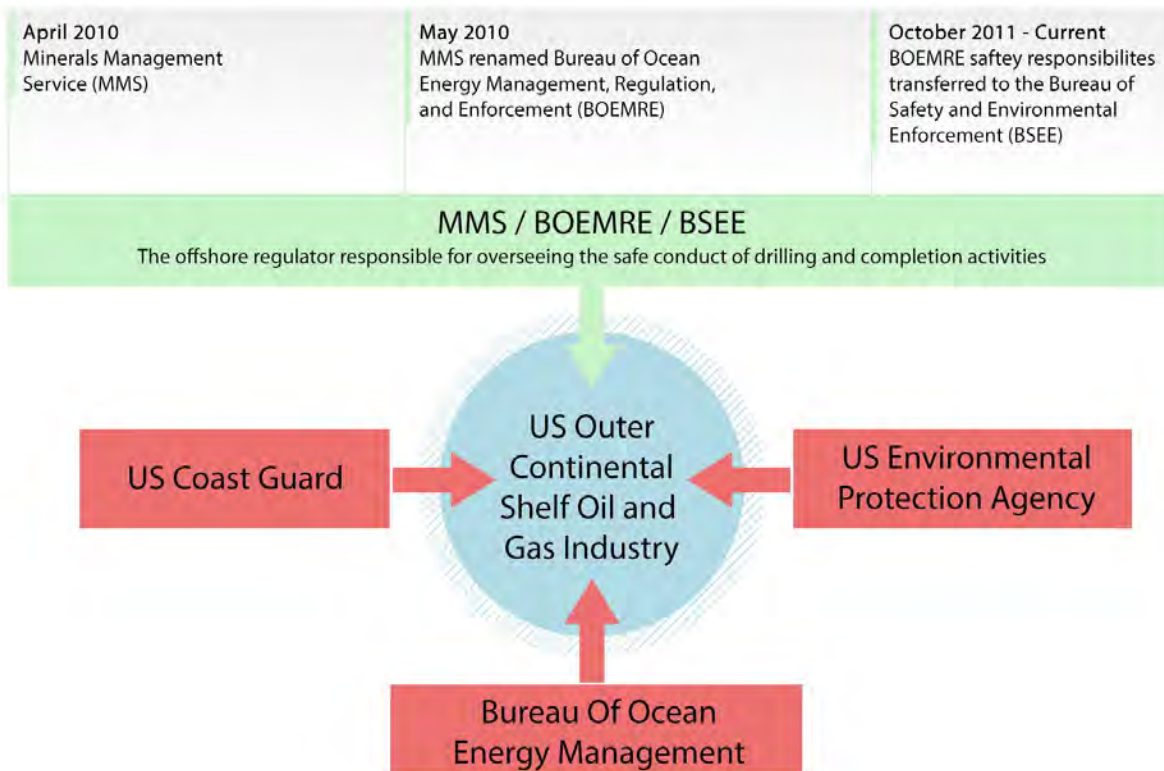 April 2010
Minerals Management
Service (MMS)
May 2010
MMS renamed Bureau of Ocean
Energy Management, Regulation,
and Enforcement (BOEMRE)
October 2011 - Current
BOEMRE saftey responsibilites
transferred to the Bureau of
Safety and Environmental
Enforcement (BSEE)
MMS / BOEMRE / BSEE
The offshore regulator responsible for overseeing the safe conduct of drilling and completion activities
US Coast Guard
US Outer
Continental
Shelf Oil and
Gas Industry
US Environmental
Protection Agency
Bureau Of Ocean
Energy Management